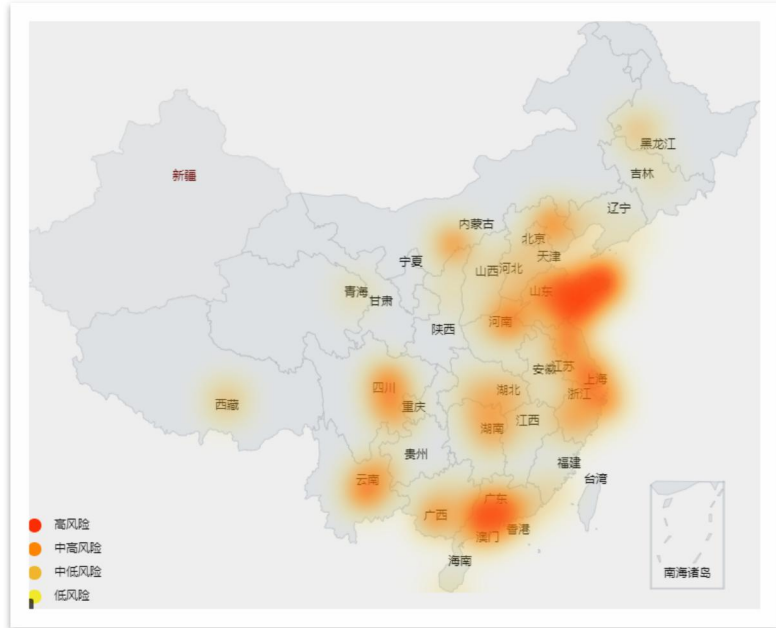 黑龙江
吉林
新疆
辽宁
内蒙古
北京
天津
宁夏
山西
河北
青海
甘肃
山东
河南
陕西
安徽
江苏
上海
四川
湖北
浙江
西藏
重庆
湖南
江西
贵州
福建
云南
台湾
广东
广西
香港
澳门
海南
南海诸岛
高风险
中高风险
中低风险
低风险